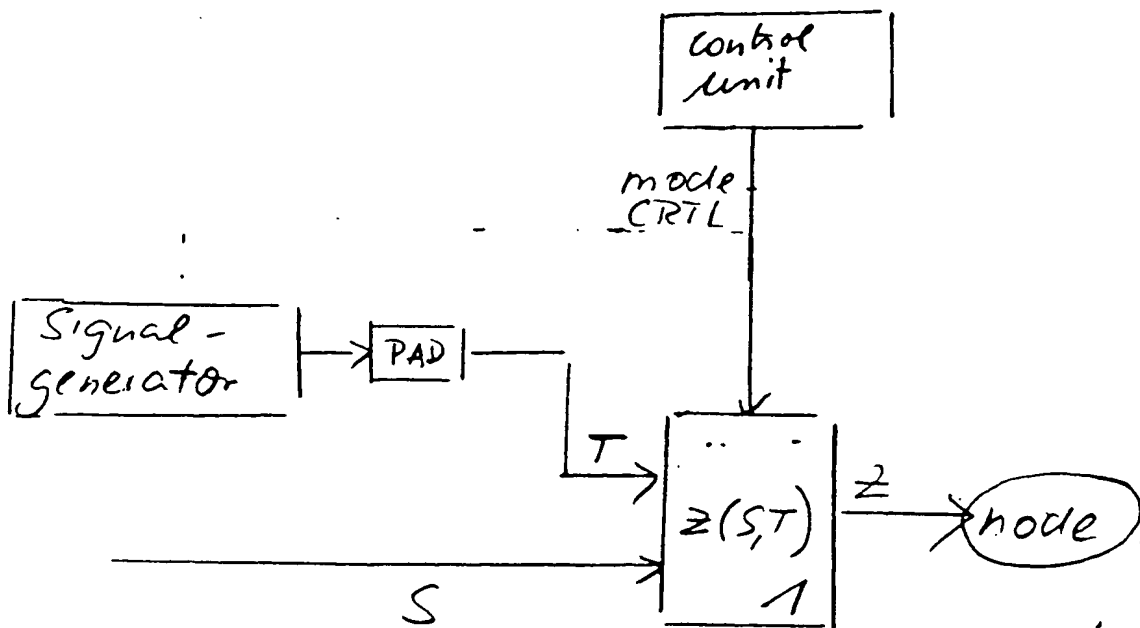 control
unit
mode
CRTL
Signal-
generator
PAD
T
Z(S,T)
1
Z
node
S